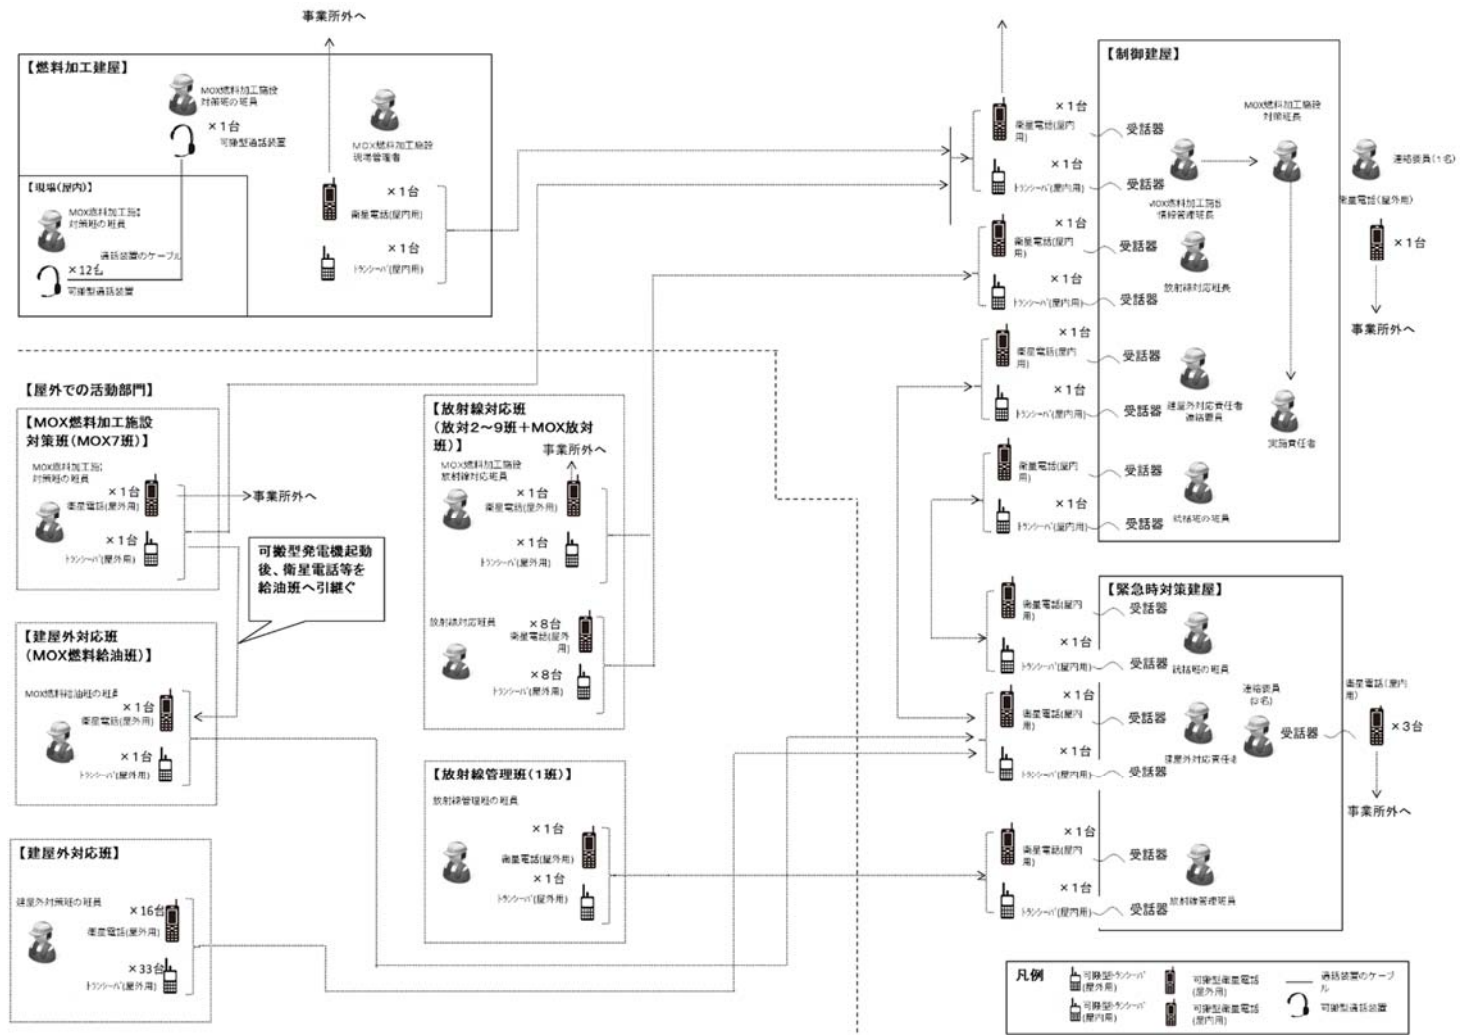 事業所外へ
【燃料加工建屋】
MOX燃料加工施設
対策班の班員
×1台
可搬型通話装置
MOX燃料加工施設
現場管理者
【現場(屋内)】
MOX燃料加工施
対策班の班員
通話装置のケーブル
×12台
可搬型通話装置
×1台
衛星電話(屋内用)
×1台
トランシーバ(屋内用)
【屋外での活動部門】
【MOX燃料加工施設
対策班(MOX7班)】
MOX燃料加工施
対策班の班員
×1台
衛星電話(屋外用)
×1台
トランシーバ(屋外用)
事業所外へ
可搬型発電機起動
後、衛星電話等を
給油班へ引継ぐ
【建屋外対応班
(MOX燃料給油班)】
MOX燃料給油班の班員
×1台
衛星電話(屋外用)
×1台
トランシーバ(屋外用)
【建屋外対応班】
建屋外対策班の班員
×16台
衛星電話(屋外用)
×33台
トランシーバ(屋外用)
【放射線対応班
(放対2～9班＋MOX放対
班)】
事業所外へ
MOX燃料加工施設
放射線対応班員
×1台
衛星電話(屋外用)
×1台
トランシーバ(屋外用)
放射線対応班員
×8台
衛星電話(屋外
用)
×8台
トランシーバ(屋外用)
【放射線管理班(1班)】
放射線管理班の班員
×1台
衛星電話(屋外用)
×1台
トランシーバ(屋外用)
【制御建屋】
×1台
衛星電話(屋内
用)
受話器
×1台
トランシーバ(屋内用)
受話器
MOX燃料加工施設
対策班長
MOX燃料加工施設
情報管理班長
連絡要員(1名)
衛星電話(屋外用)
×1台
事業所外へ
×1台
衛星電話(屋内
用)
受話器
×1台
トランシーバ(屋内用)
受話器
放射線対応班長
×1台
衛星電話(屋内
用)
受話器
×1台
トランシーバ(屋内用)
受話器
建屋外対応責任者
連絡要員
実施責任者
×1台
衛星電話(屋内
用)
受話器
×1台
トランシーバ(屋内用)
受話器
統括班の班員
【緊急時対策建屋】
×1台
衛星電話(屋内
用)
受話器
×1台
トランシーバ(屋内用)
受話器
統括班の班員
×1台
衛星電話(屋内
用)
受話器
×1台
トランシーバ(屋内用)
受話器
建屋外対応責任者
連絡要員
受話器
衛星電話(屋内
用)
×3台
事業所外へ
×1台
衛星電話(屋内
用)
受話器
×1台
トランシーバ(屋内用)
受話器
放射線管理班員
凡例
可搬型トランシーバ
(屋外用)
可搬型衛星電話
(屋外用)
通話装置のケーブ
ル
可搬型トランシーバ
(屋内用)
可搬型衛星電話
(屋内用)
可搬型通話装置